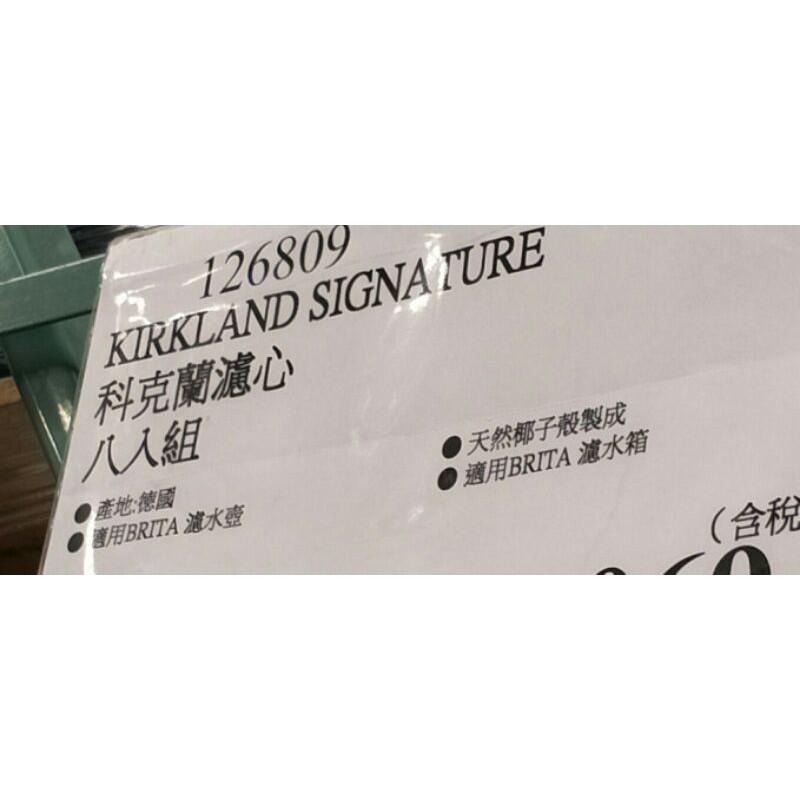 126809
KIRKLAND SIGNATURE
科克蘭濾心
八入組
●產地:德國
●適用BRITA 濾水壺
●天然椰子殼製成
●適用BRITA 濾水箱
(含稅